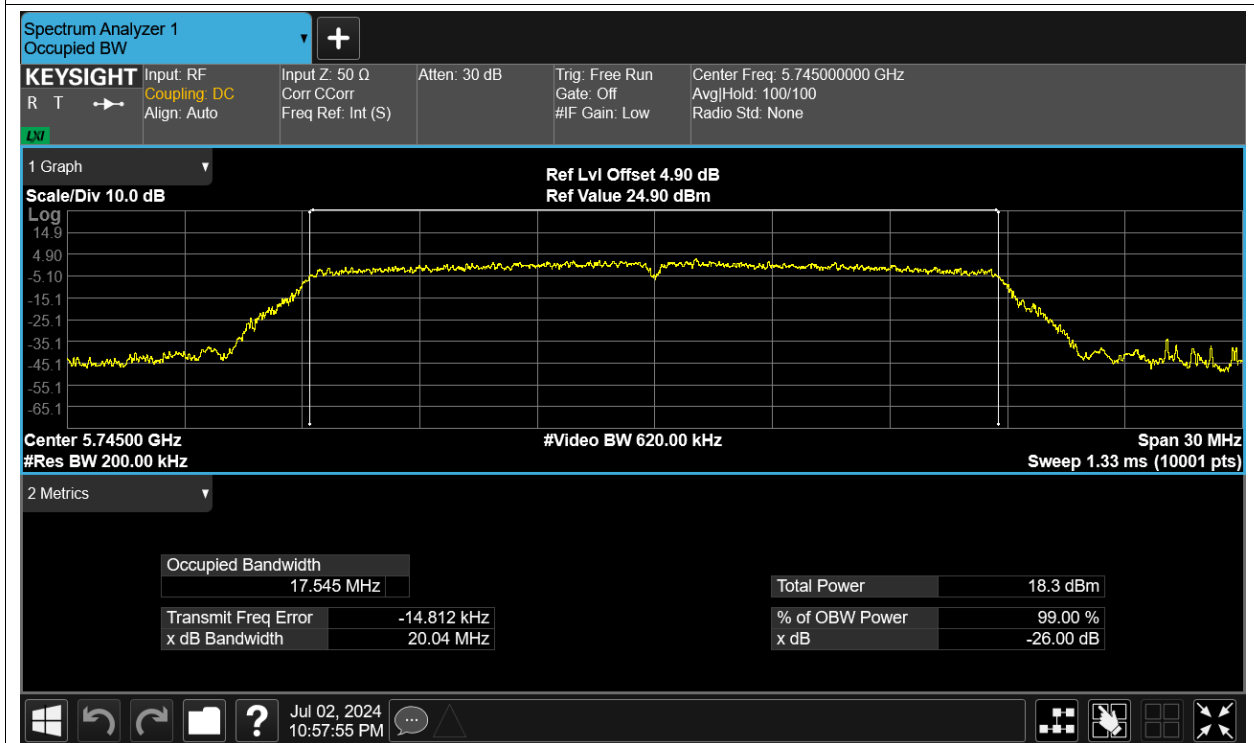 Spectrum Analyzer 1
Occupied BW
+
KEYSIGHT Input: RF Input Z: 50 Ω Atten: 30 dB Trig: Free Run Center Freq: 5.745000000 GHz
R T Coupling: DC Corr CCorr Gate: Off Avg|Hold: 100/100
Align: Auto Freq Ref: Int (S) #IF Gain: Low Radio Std: None
LXI
1 Graph
Ref Lvl Offset 4.90 dB
Scale/Div 10.0 dB Ref Value 24.90 dBm
Log
14.9
4.90
-5.10
-15.1
-25.1
-35.1
-45.1
-55.1
-65.1
Center 5.74500 GHz #Video BW 620.00 kHz Span 30 MHz
#Res BW 200.00 kHz Sweep 1.33 ms (10001 pts)
2 Metrics
Occupied Bandwidth
17.545 MHz
Total Power 18.3 dBm
Transmit Freq Error -14.812 kHz % of OBW Power 99.00 %
x dB Bandwidth 20.04 MHz x dB -26.00 dB
? Jul 02, 2024
10:57:55 PM